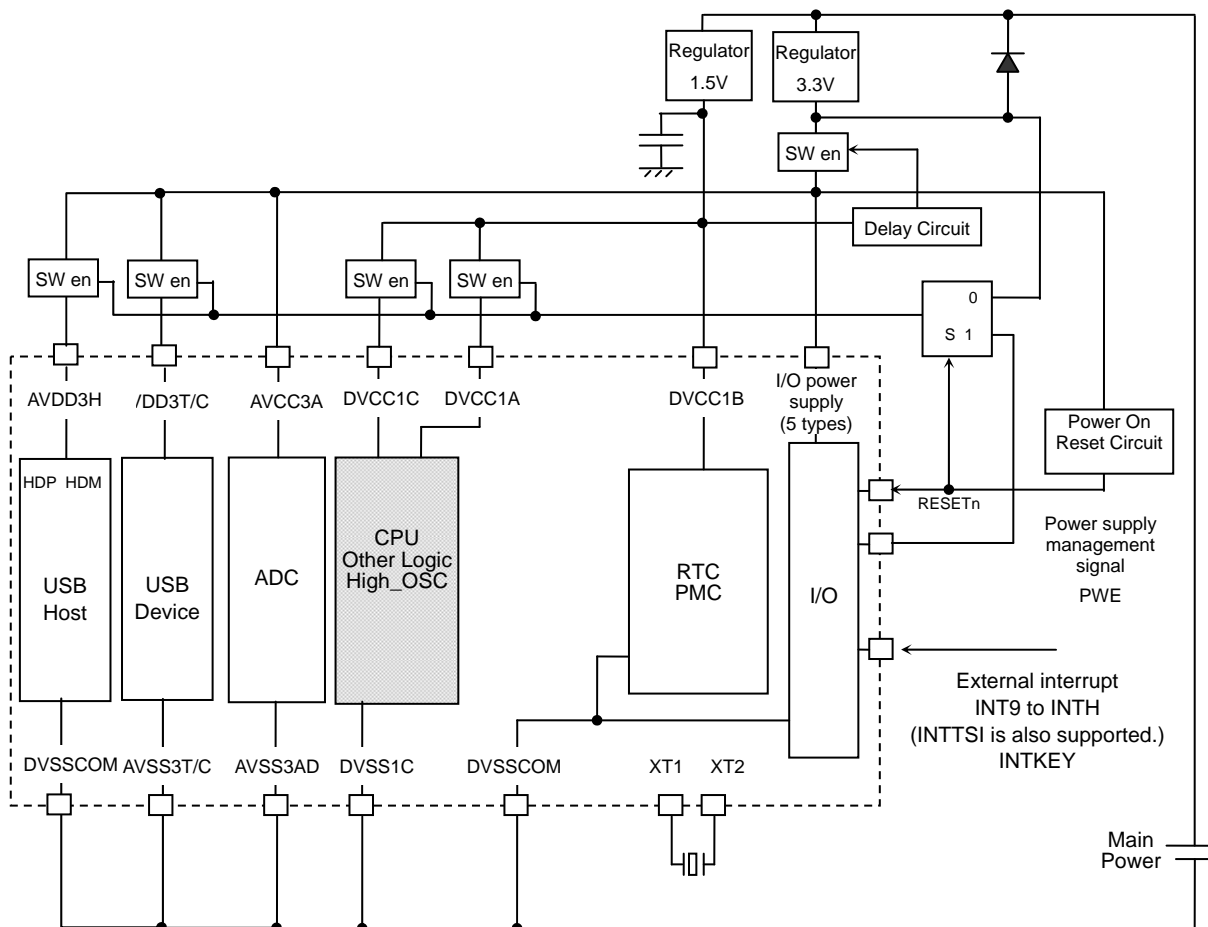 Regulator
1.5V
Regulator
3.3V
SW en
Delay Circuit
SW en
SW en
SW en
SW en
0
S 1
AVDD3H
/DD3T/C
AVCC3A
DVCC1C
DVCC1A
DVCC1B
I/O power
supply
(5 types)
Power On
Reset Circuit
HDP HDM
USB
Host
USB
Device
ADC
CPU
Other Logic
High_OSC
RTC
PMC
I/O
RESETn
Power supply
management
signal
PWE
External interrupt
INT9 to INTH
(INTTSI is also supported.)
INTKEY
DVSSCOM
AVSS3T/C
AVSS3AD
DVSS1C
DVSSCOM
XT1
XT2
Main
Power